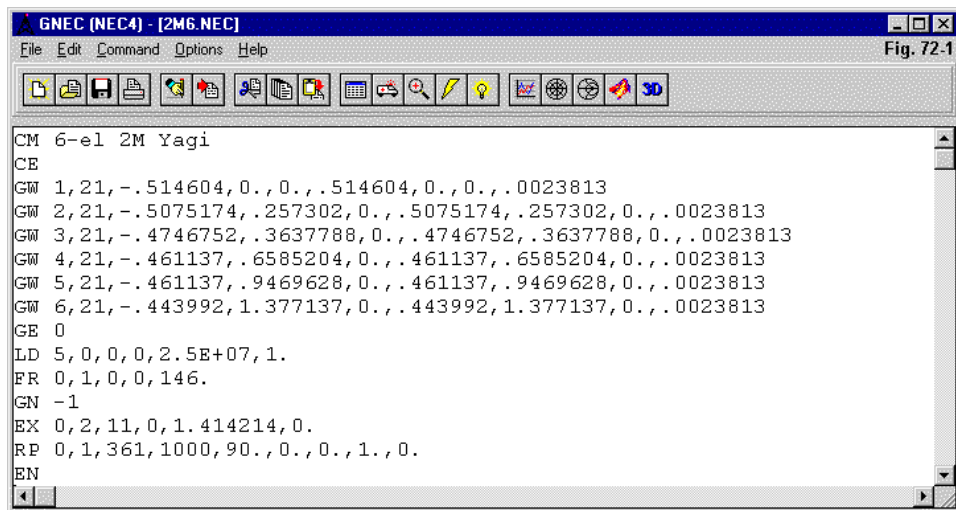 GNEC (NEC4) - [2M6.NEC]
File Edit Command Options Help Fig. 72-1
3D
CM 6-el 2M Yagi
CE
GW 1,21,-.514604,0.,0.,.514604,0.,0.,.0023813
GW 2,21,-.5075174,.257302,0.,.5075174,.257302,0.,.0023813
GW 3,21,-.4746752,.3637788,0.,.4746752,.3637788,0.,.0023813
GW 4,21,-.461137,.6585204,0.,.461137,.6585204,0.,.0023813
GW 5,21,-.461137,.9469628,0.,.461137,.9469628,0.,.0023813
GW 6,21,-.443992,1.377137,0.,.443992,1.377137,0.,.0023813
GE 0
LD 5,0,0,0,2.5E+07,1.
FR 0,1,0,0,146.
GN -1
EX 0,2,11,0,1.414214,0.
RP 0,1,361,1000,90.,0.,0.,1.,0.
EN